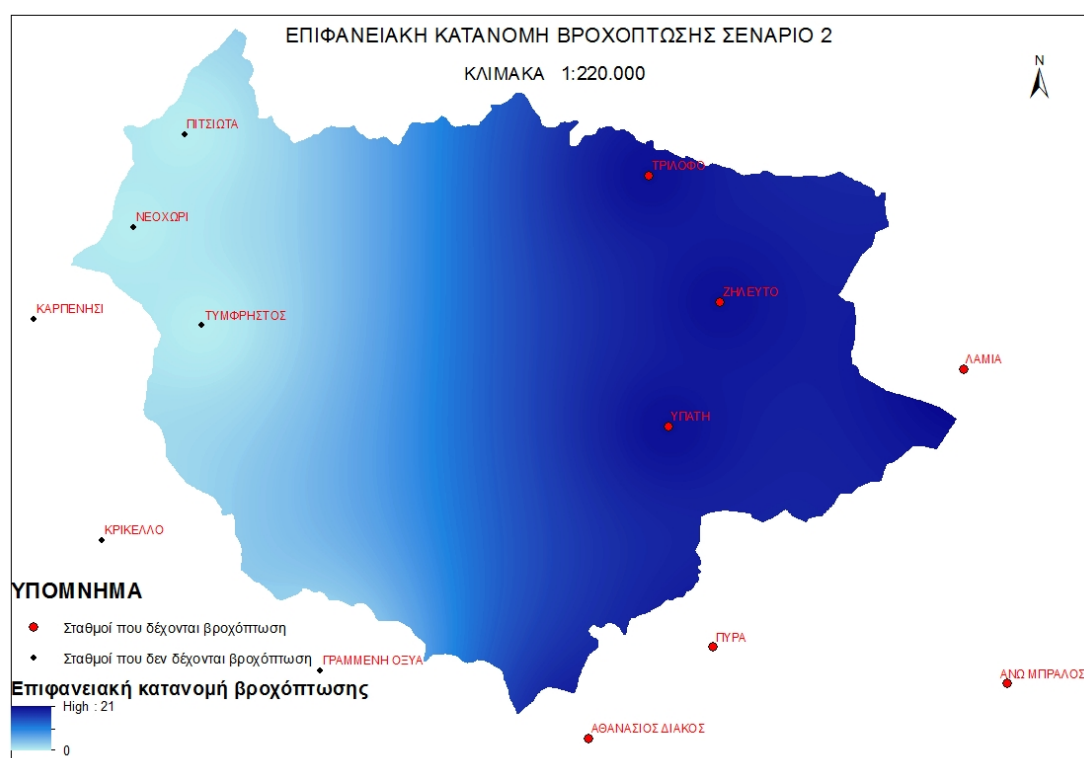 ΕΠΙΦΑΝΕΙΑΚΗ ΚΑΤΑΝΟΜΗ ΒΡΟΧΟΠΤΩΣΗΣ ΣΕΝΑΡΙΟ 2
ΚΛΙΜΑΚΑ 1:220.000
N
ΠΙΤΣΙΩΤΑ
ΤΡΙΛΟΦΟ
ΝΕΟΧΩΡΙ
ΖΗΛΕΥΤΟ
ΚΑΡΠΕΝΗΣΙ
ΤΥΜΦΡΗΣΤΟΣ
ΛΑΜΙΑ
ΥΠΑΤΗ
ΚΡΙΚΕΛΛΟ
ΥΠΟΜΝΗΜΑ
Σταθμοί που δέχονται βροχόπτωση
Σταθμοί που δεν δέχονται βροχόπτωση
ΓΡΑΜΜΕΝΗ ΟΞΥΑ
ΠΥΡΑ
ΑΝΩ ΜΠΡΑΛΟΣ
Επιφανειακή κατανομή βροχόπτωσης
High : 21
0
ΑΘΑΝΑΣΙΟΣ ΔΙΑΚΟΣ